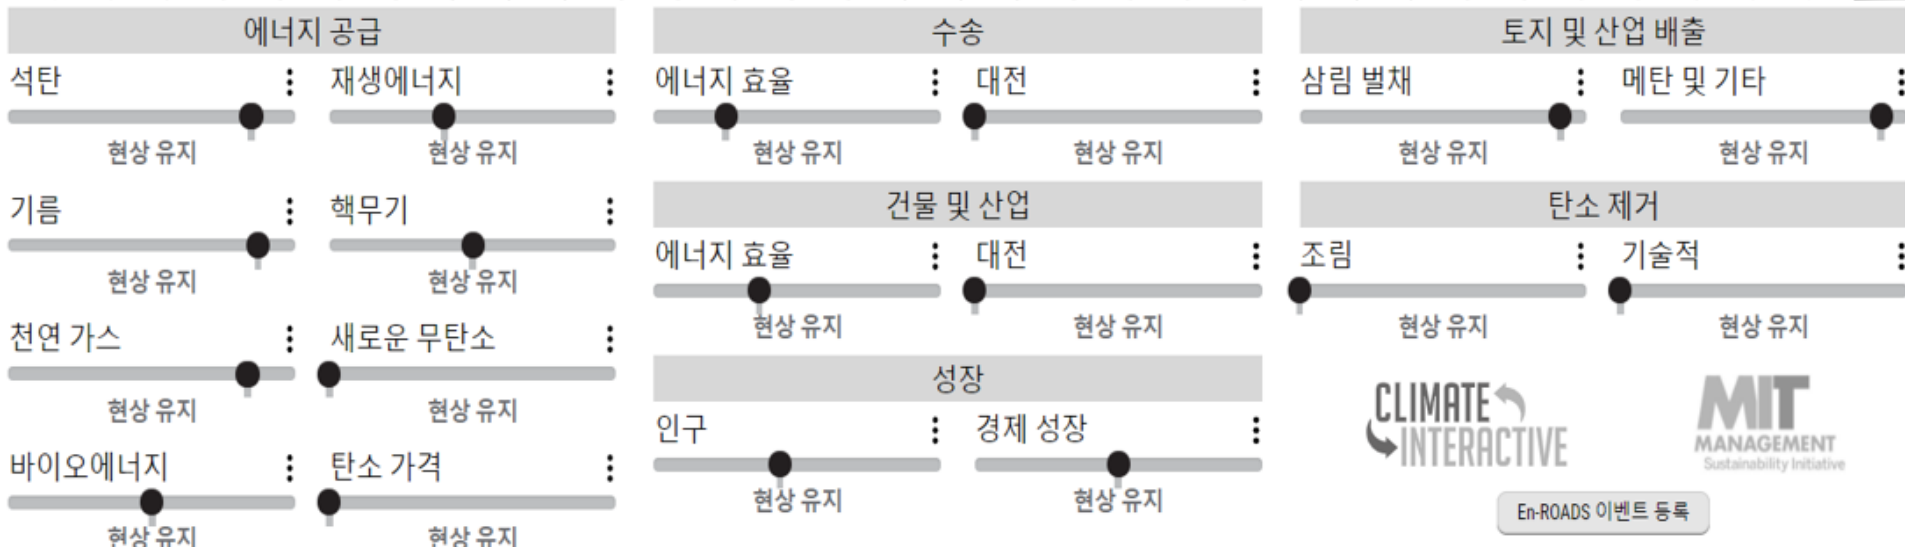 에너지 공급
석탄
현상 유지
재생에너지
현상 유지
기름
현상 유지
핵무기
현상 유지
천연 가스
현상 유지
새로운 무탄소
현상 유지
바이오에너지
현상 유지
탄소 가격
현상 유지
수송
에너지 효율
현상 유지
대전
현상 유지
건물 및 산업
에너지 효율
현상 유지
대전
현상 유지
성장
인구
현상 유지
경제 성장
현상 유지
토지 및 산업 배출
삼림 벌채
현상 유지
메탄 및 기타
현상 유지
탄소 제거
조림
현상 유지
기술적
현상 유지
CLIMATE
INTERACTIVE
MIT
MANAGEMENT
Sustainability Initiative
En-ROADS 이벤트 등록